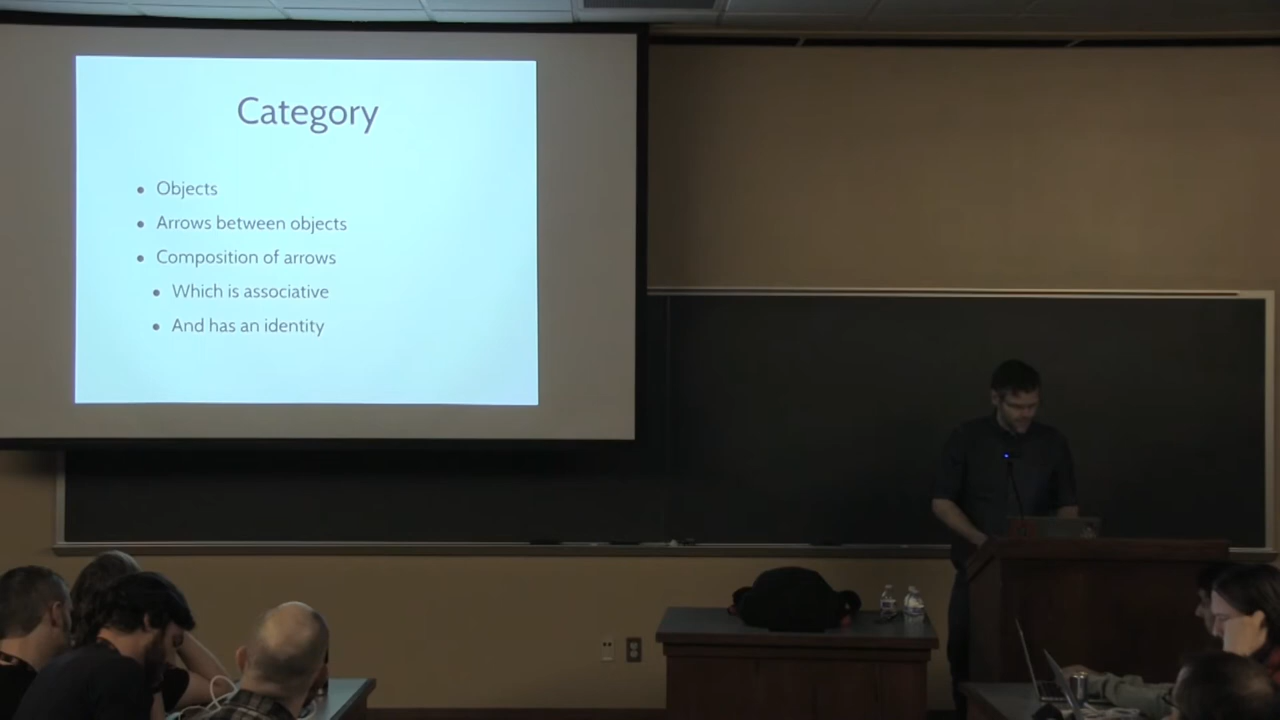 Category
• Objects
• Arrows between objects
• Composition of arrows
• Which is associative
• And has an identity